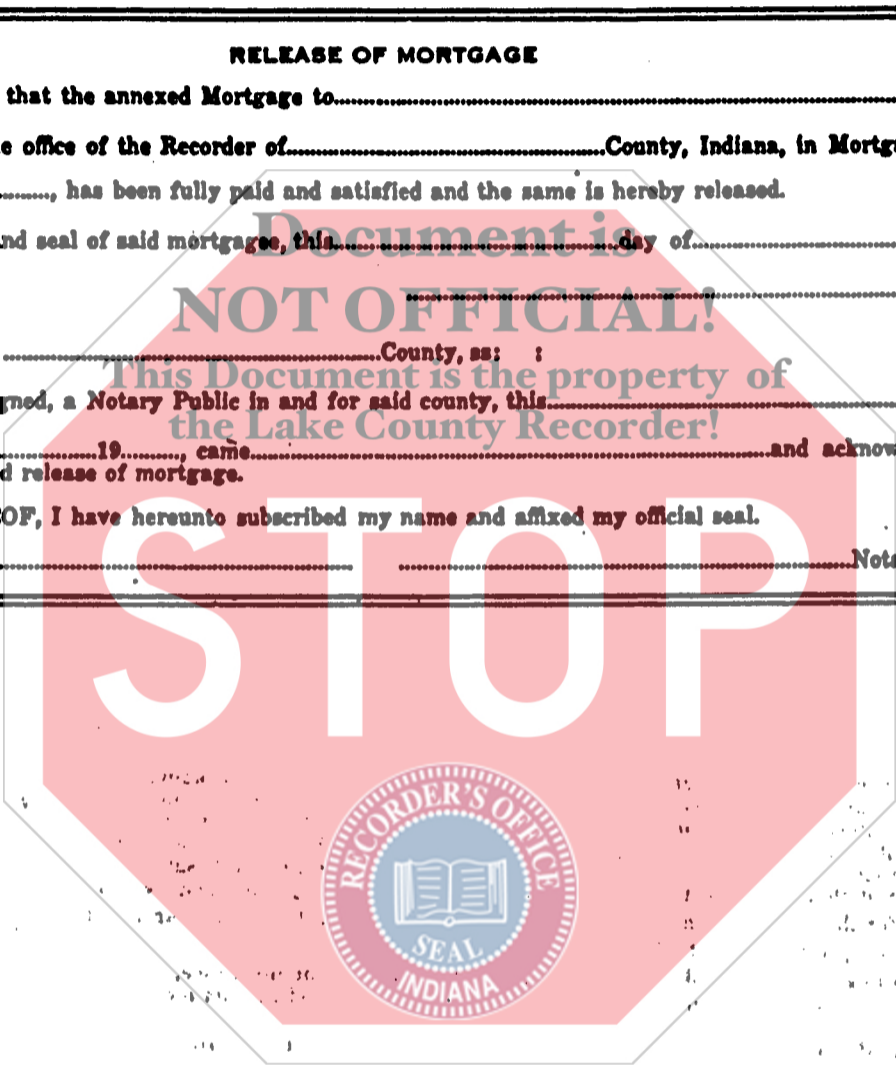 RELEASE OF MORTGAGE
that the annexed Mortgage to
e office of the Recorder of County, Indiana, in Mortg
, has been fully paid and satisfied and the same is hereby released.
nd seal of said mortgagee, this day of
Document is
NOT OFFICIAL!
County, ss: :
This Document is the property of
ned, a Notary Public in and for said county, this
the Lake County Recorder!
19, came and acknow
d release of mortgage.
OF, I have hereunto subscribed my name and affixed my official seal.
Nota
STOP
RECORDER'S OFFICE
SEAL
INDIANA